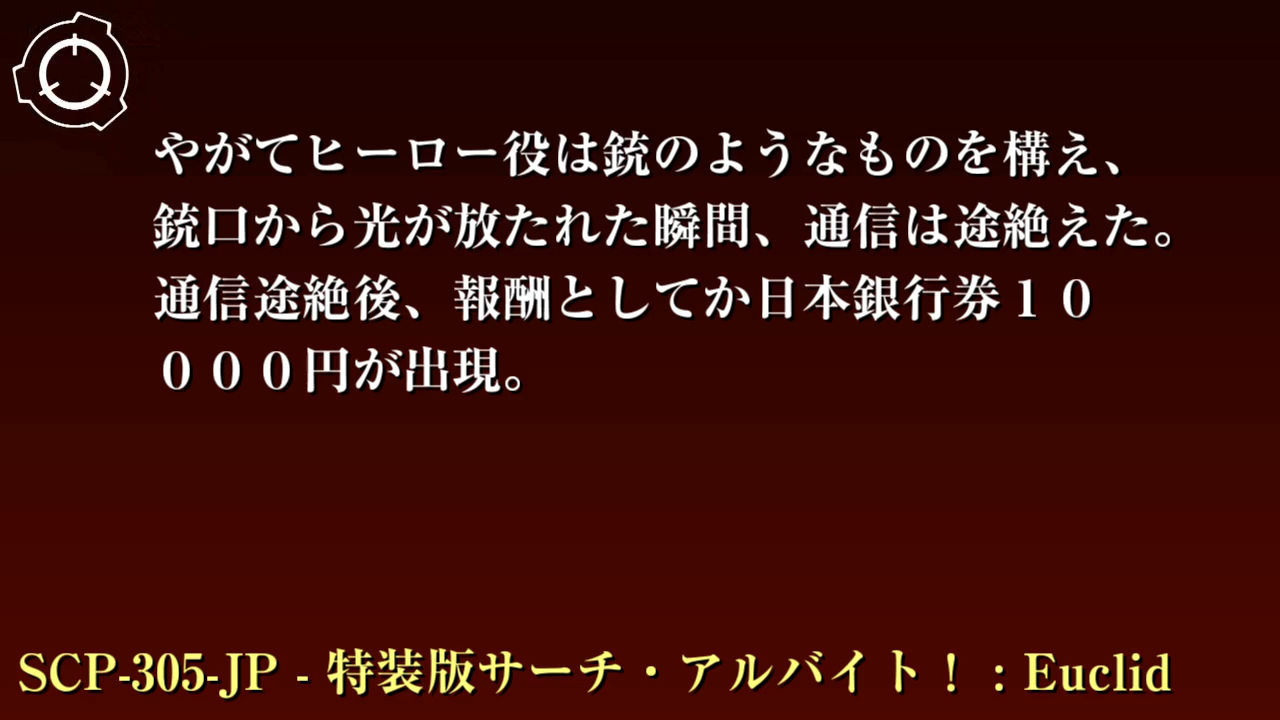 やがてヒーロー役は銃のようなものを構え、
銃口から光が放たれた瞬間、通信は途絶えた。
通信途絶後、報酬としてか日本銀行券１０
０００円が出現。
SCP-305-JP - 特装版サーチ・アルバイト！：Euclid